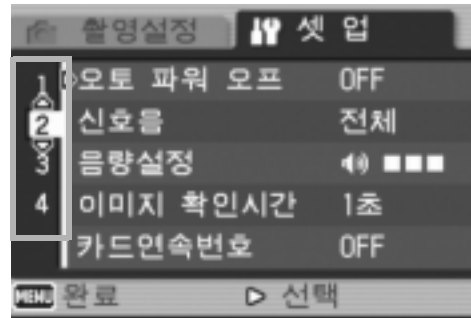 촬영설정 셋 업
1 오토 파워 오프 OFF
2 신호음 전체
3 음량설정
4 이미지 확인시간 1초
카드연속번호 OFF
MENU 완료 ▷ 선택